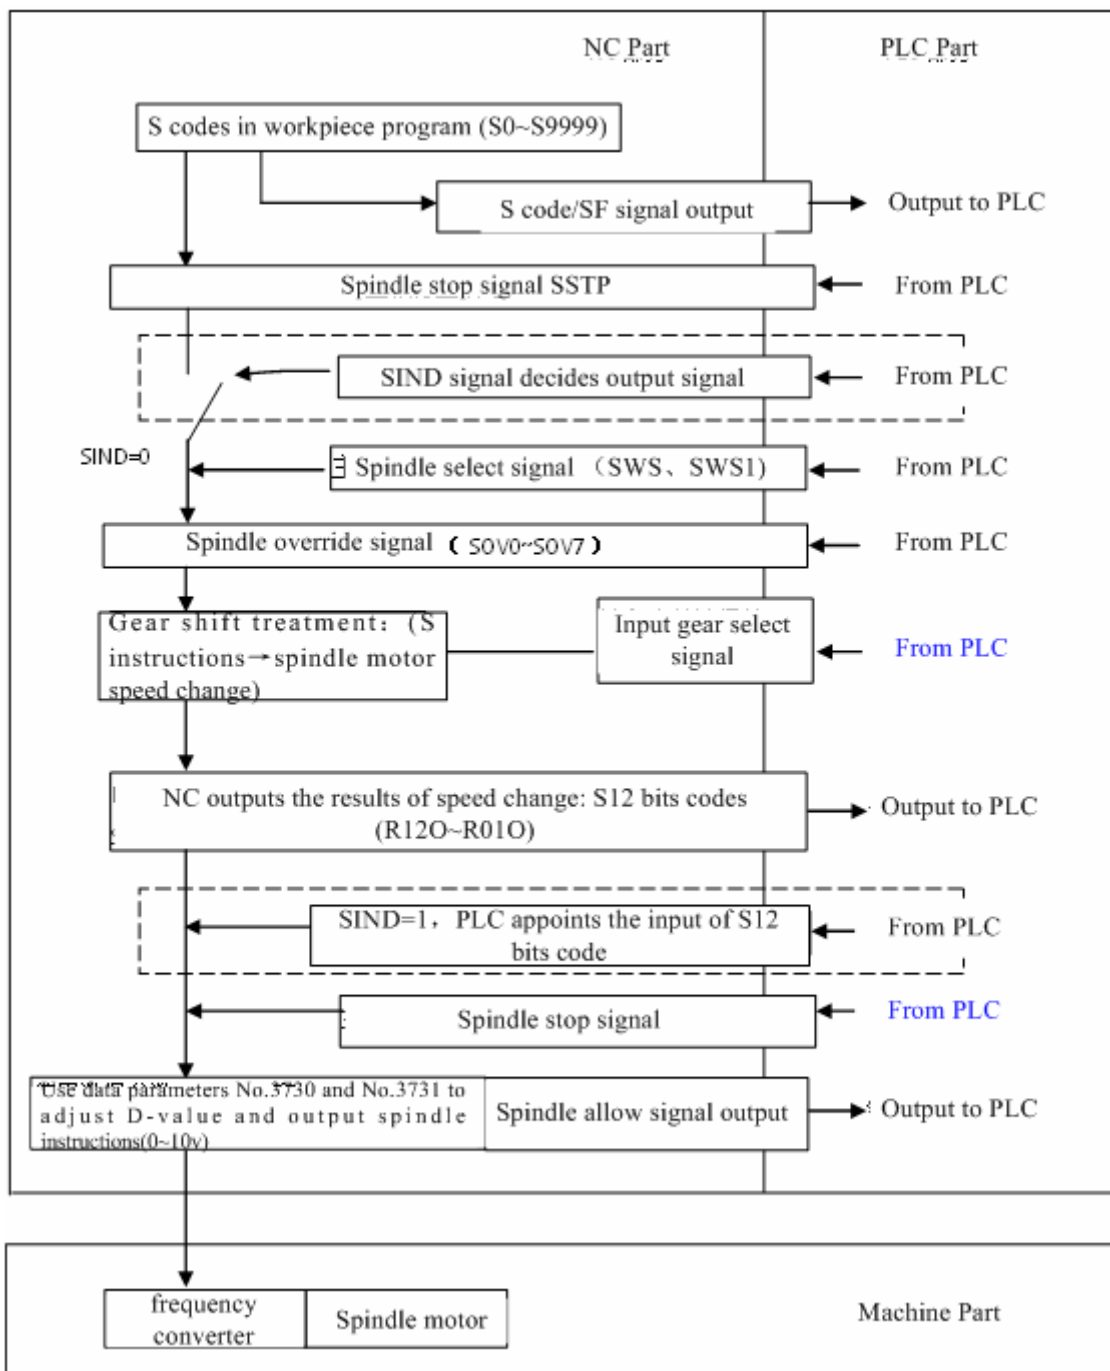 NC Part
PLC Part
S codes in workpiece program (S0~S9999)
S code/SF signal output
Output to PLC
Spindle stop signal SSTP
From PLC
SIND signal decides output signal
From PLC
SIND=0
Spindle select signal （SWS、SWS1)
From PLC
Spindle override signal ( SOV0~SOV7 )
From PLC
Gear shift treatment: (S
instructions→spindle motor
speed change)
Input gear select
signal
From PLC
NC outputs the results of speed change: S12 bits codes
(R12O~R01O)
Output to PLC
SIND=1, PLC appoints the input of S12
bits code
From PLC
Spindle stop signal
From PLC
Use data parameters No.3730 and No.3731 to
adjust D-value and output spindle
instructions(0~10v)
Spindle allow signal output
Output to PLC
frequency
converter
Spindle motor
Machine Part